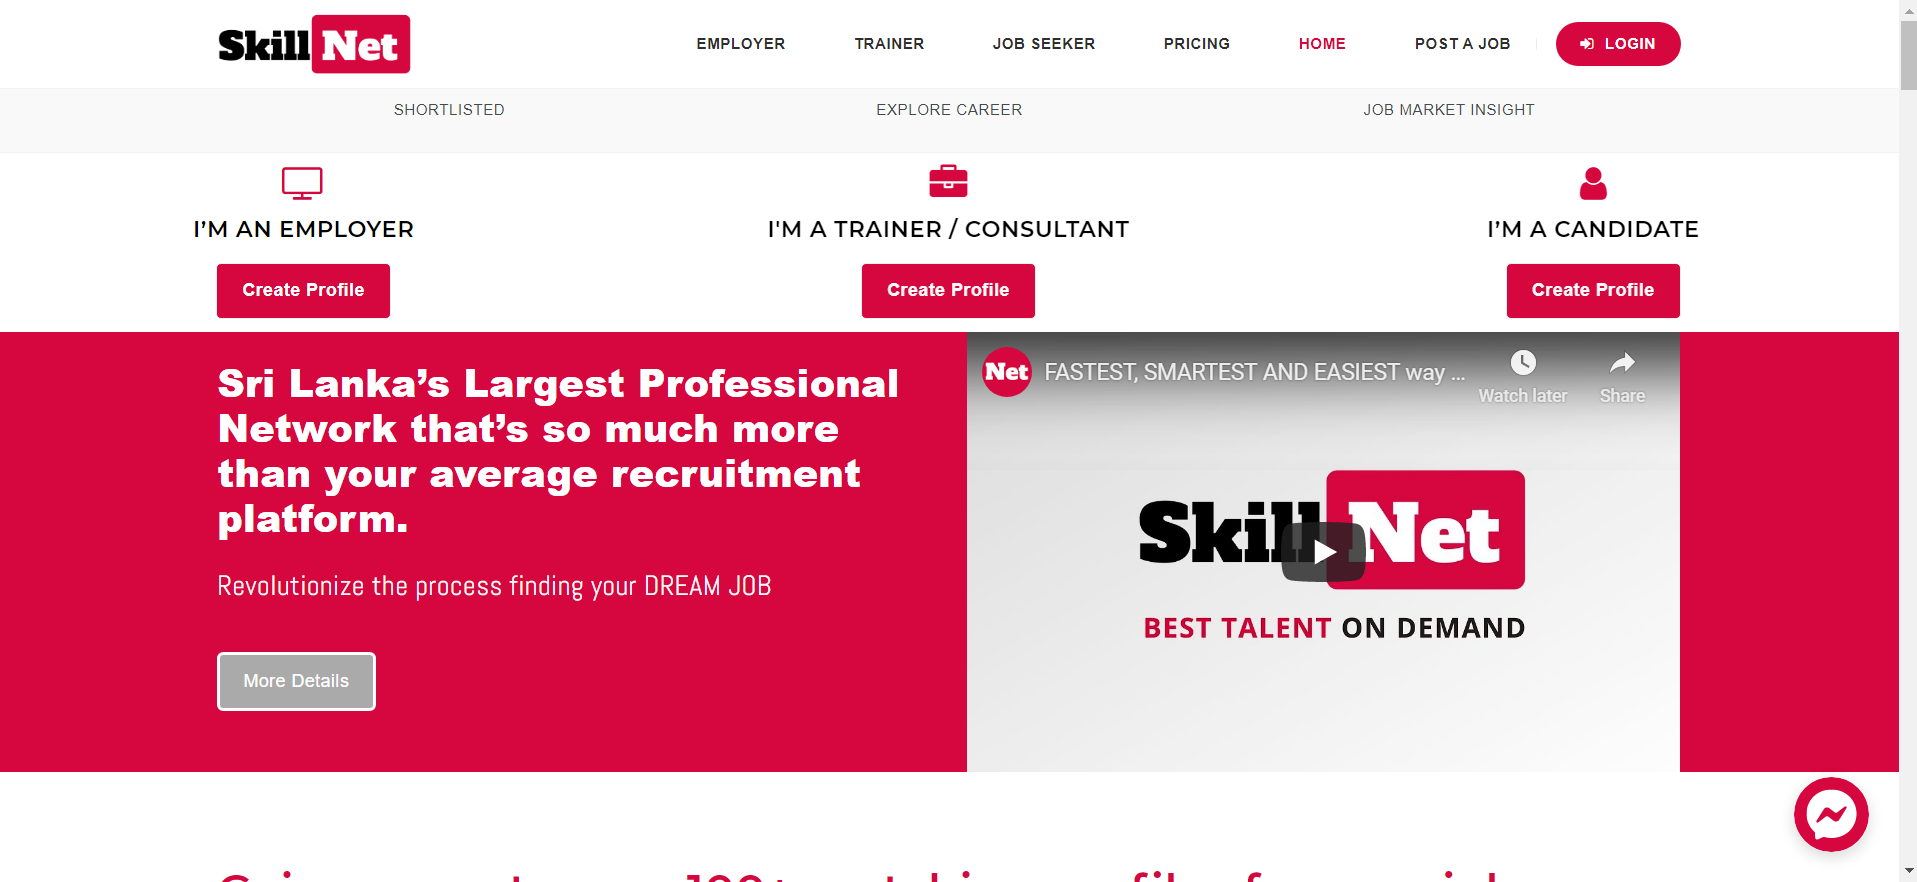 Skill Net
EMPLOYER
TRAINER
JOB SEEKER
PRICING
HOME
POST A JOB
LOGIN
SHORTLISTED
EXPLORE CAREER
JOB MARKET INSIGHT
I’M AN EMPLOYER
I'M A TRAINER / CONSULTANT
I’M A CANDIDATE
Create Profile
Create Profile
Create Profile
Sri Lanka’s Largest Professional
Network that’s so much more
than your average recruitment
platform.
Revolutionize the process finding your DREAM JOB
More Details
Net
FASTEST, SMARTEST AND EASIEST way ...
Watch later
Share
Skill Net
BEST TALENT ON DEMAND